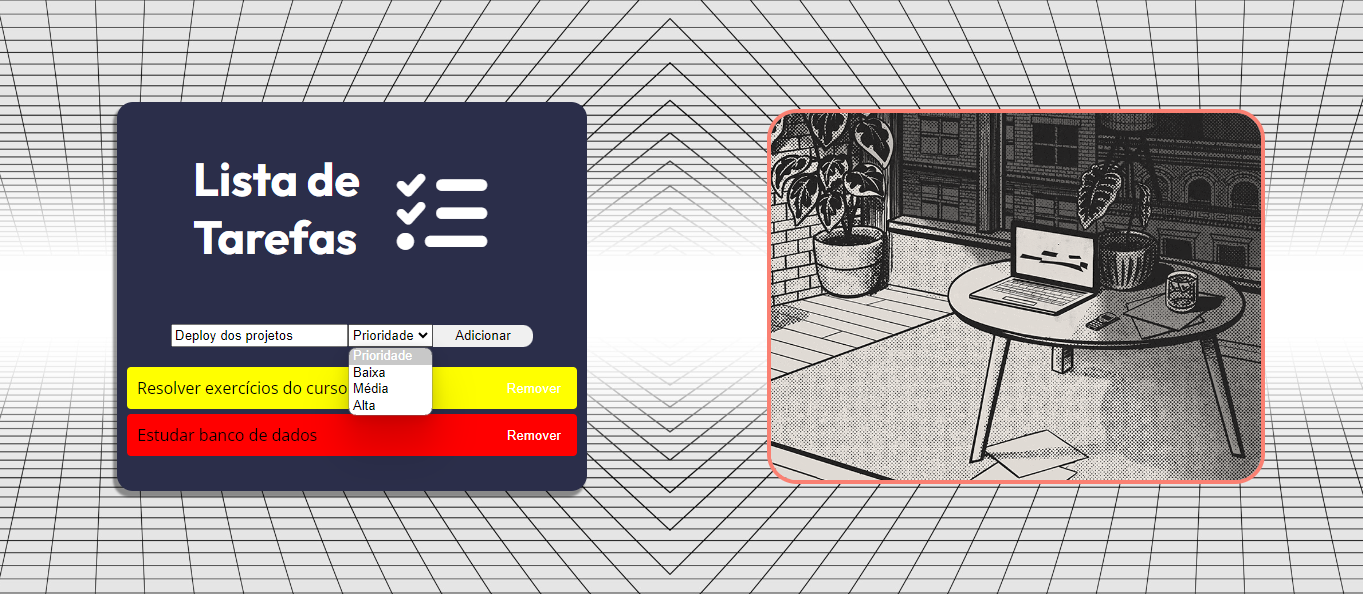 Lista de
Tarefas
Deploy dos projetos Prioridade Adicionar
Prioridade
Baixa
Média
Alta
Resolver exercícios do curso Remover
Estudar banco de dados Remover